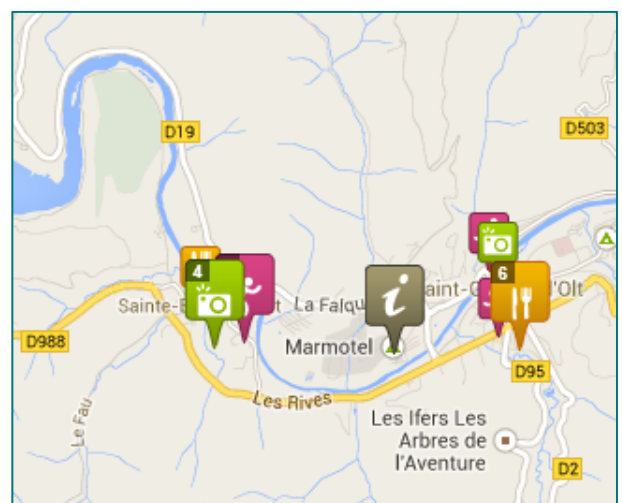 D19
D503
6
4
Sainte-E
t
La Falqu
aint-G
l'Olt
i
Marmotel
D988
D95
Les Rives
Le Fau
Les Ifers Les
Arbres de
l'Aventure
D2